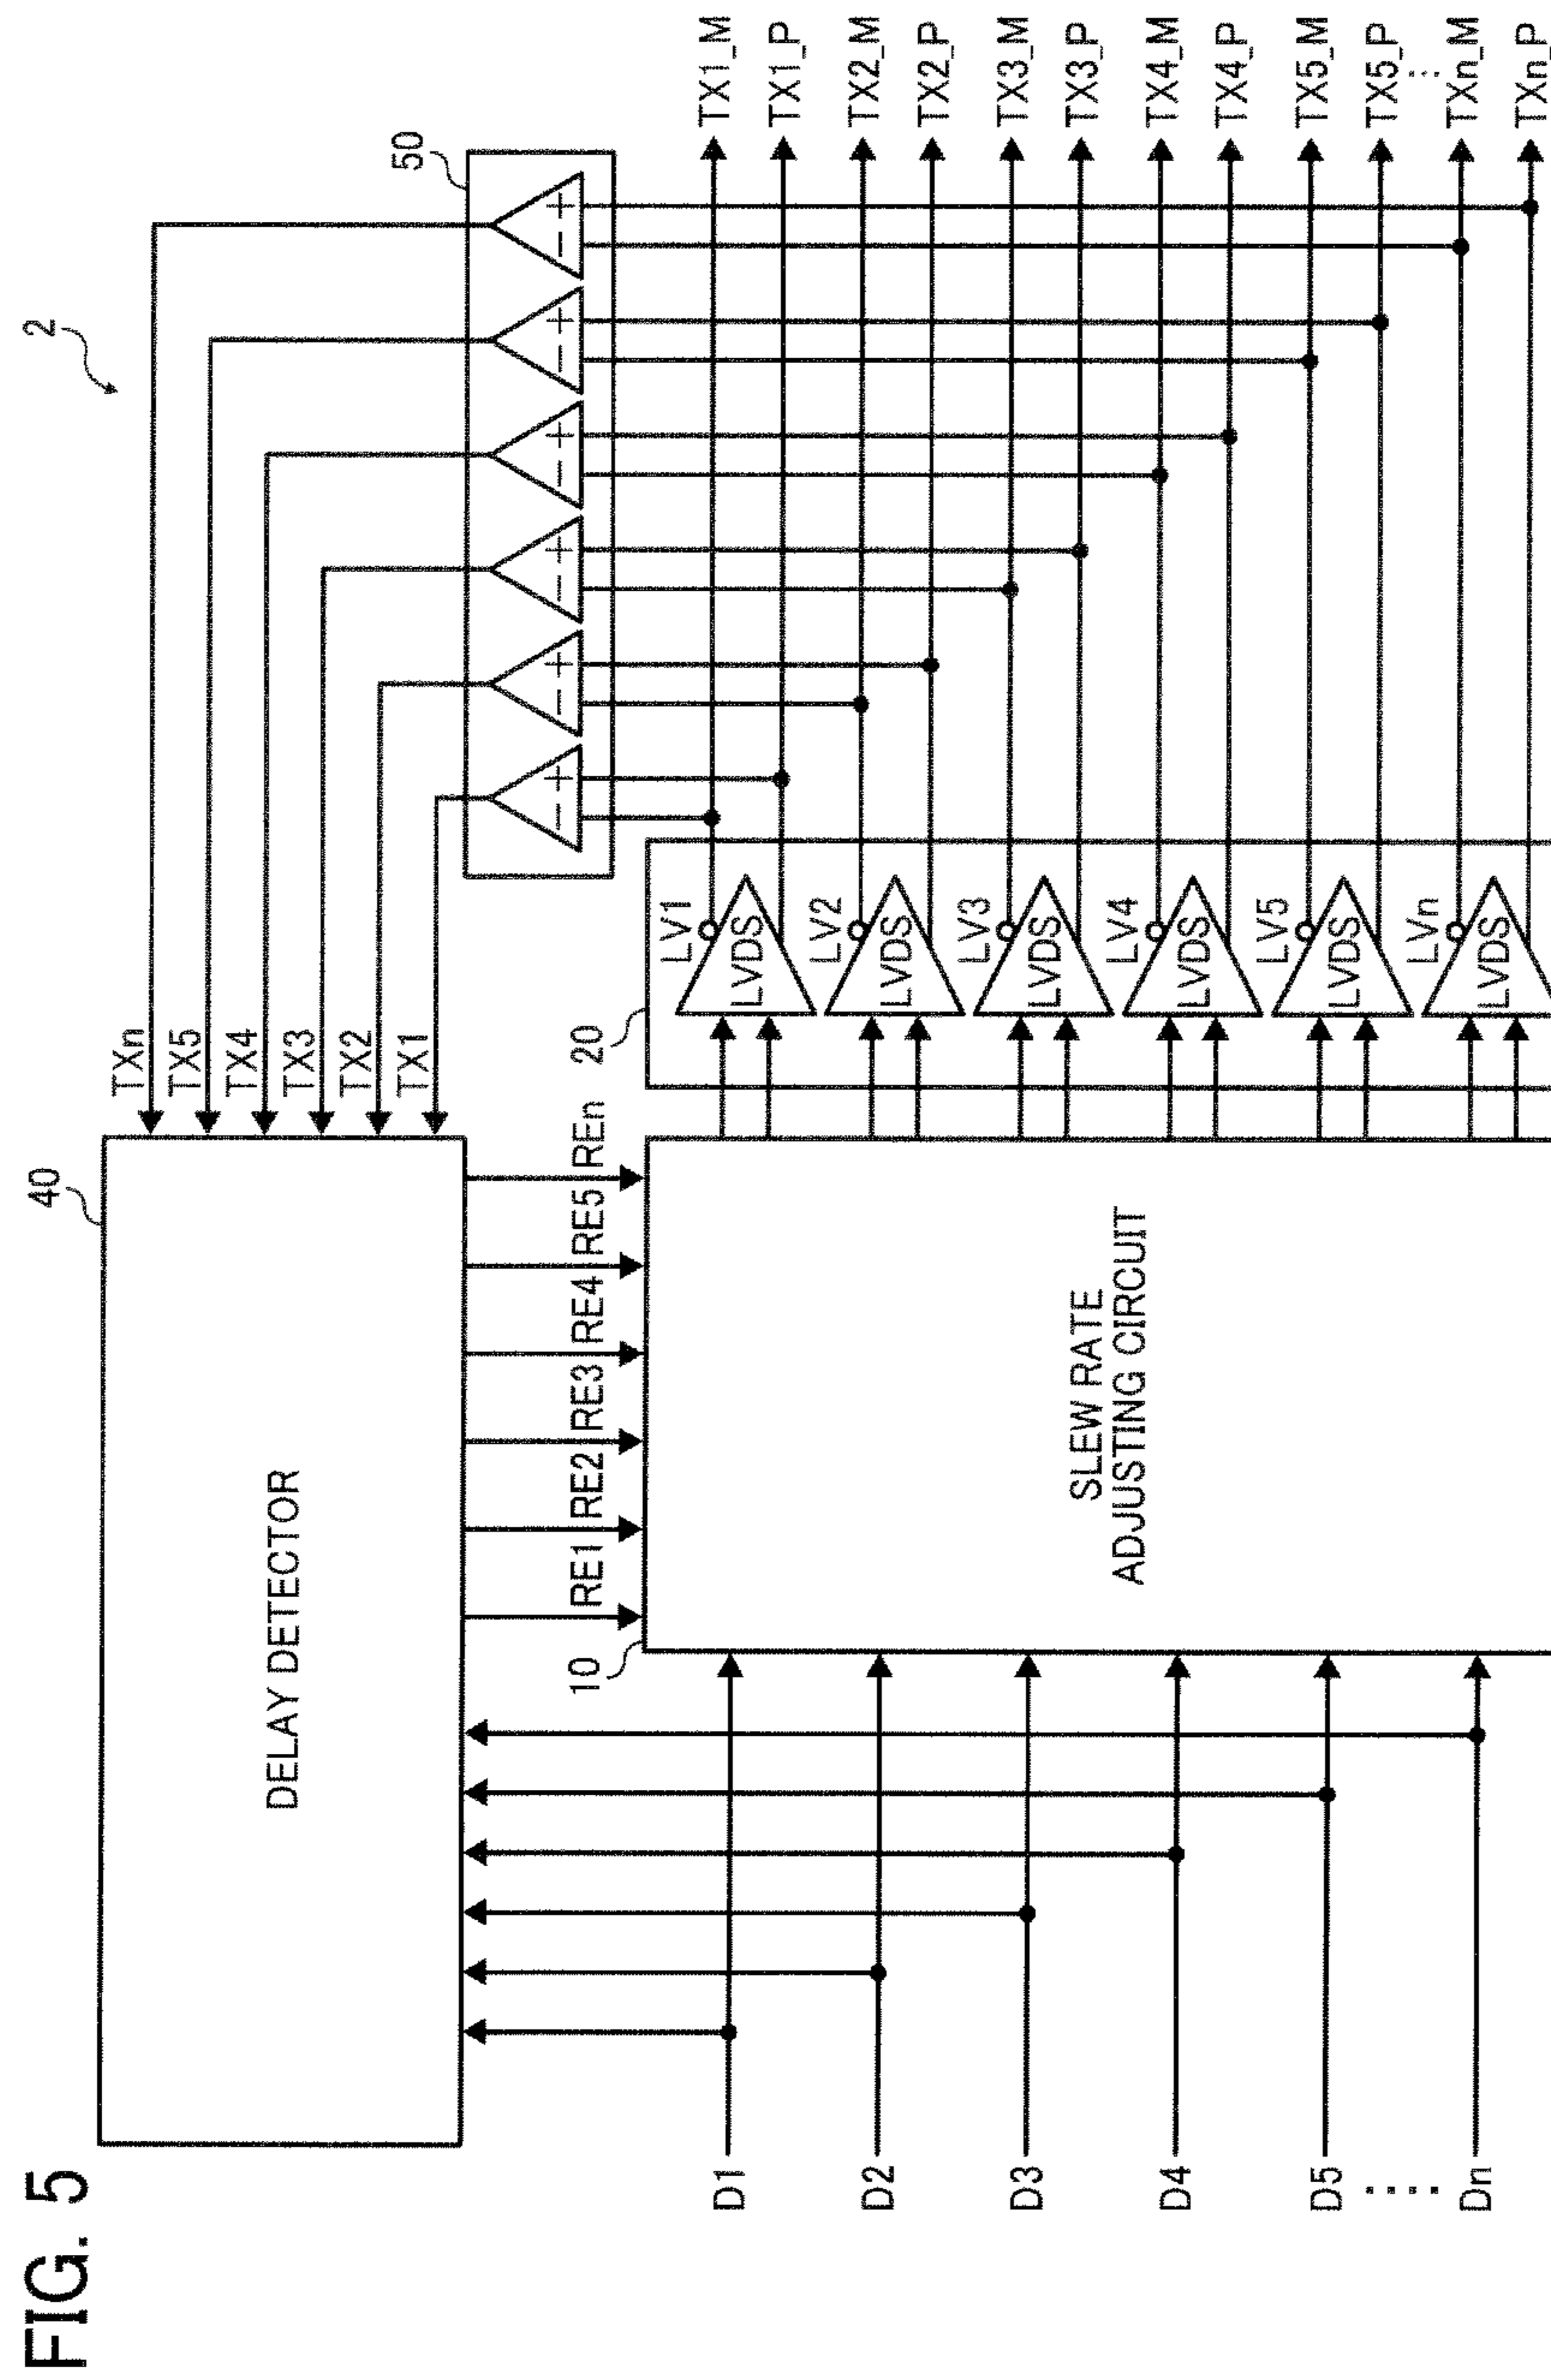 FIG. 5
2
40
DELAY DETECTOR
TXn
TX5
TX4
TX3
TX2
TX1
50
+
−
+
−
+
−
+
−
+
−
+
−
RE1
RE2
RE3
RE4
RE5
REn
10
SLEW RATE
ADJUSTING CIRCUIT
20
LV1
LVDS
LV2
LVDS
LV3
LVDS
LV4
LVDS
LV5
LVDS
LVn
LVDS
D1
D2
D3
D4
D5
Dn
TX1_M
TX1_P
TX2_M
TX2_P
TX3_M
TX3_P
TX4_M
TX4_P
TX5_M
TX5_P
TXn_M
TXn_P